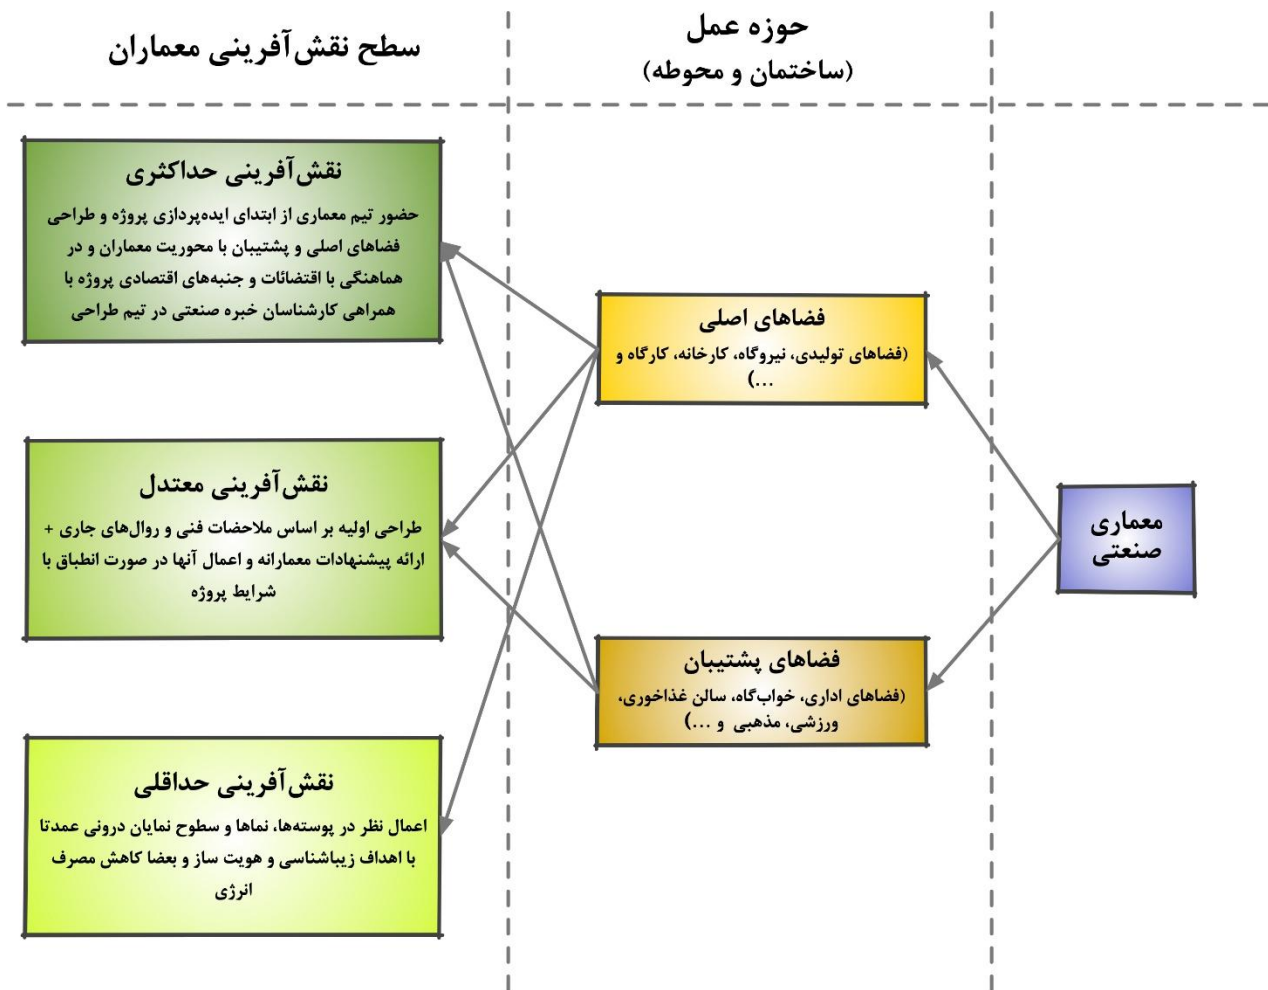 حوزه عمل
(ساختمان و محوطه)
سطح نقش‌آفرینی معماران
معماری
صنعتی
فضاهای اصلی
(فضاهای تولیدی، نیروگاه، کارخانه، کارگاه و
...)
فضاهای پشتیبان
(فضاهای اداری، خواب‌گاه، سالن غذاخوری،
ورزشی، مذهبی و ...)
نقش‌آفرینی حداکثری
حضور تیم معماری از ابتدای ایده‌پردازی پروژه و طراحی
فضاهای اصلی و پشتیبان با محوریت معماران و در
هماهنگی با اقتضائات و جنبه‌های اقتصادی پروژه با
همراهی کارشناسان خبره صنعتی در تیم طراحی
نقش‌آفرینی معتدل
طراحی اولیه بر اساس ملاحضات فنی و روال‌های جاری +
ارائه پیشنهادات معمارانه و اعمال آنها در صورت انطباق با
شرایط پروژه
نقش‌آفرینی حداقلی
اعمال نظر در پوسته‌ها، نماها و سطوح نمایان درونی عمدتا
با اهداف زیباشناسی و هویت ساز و بعضا کاهش مصرف
انرژی